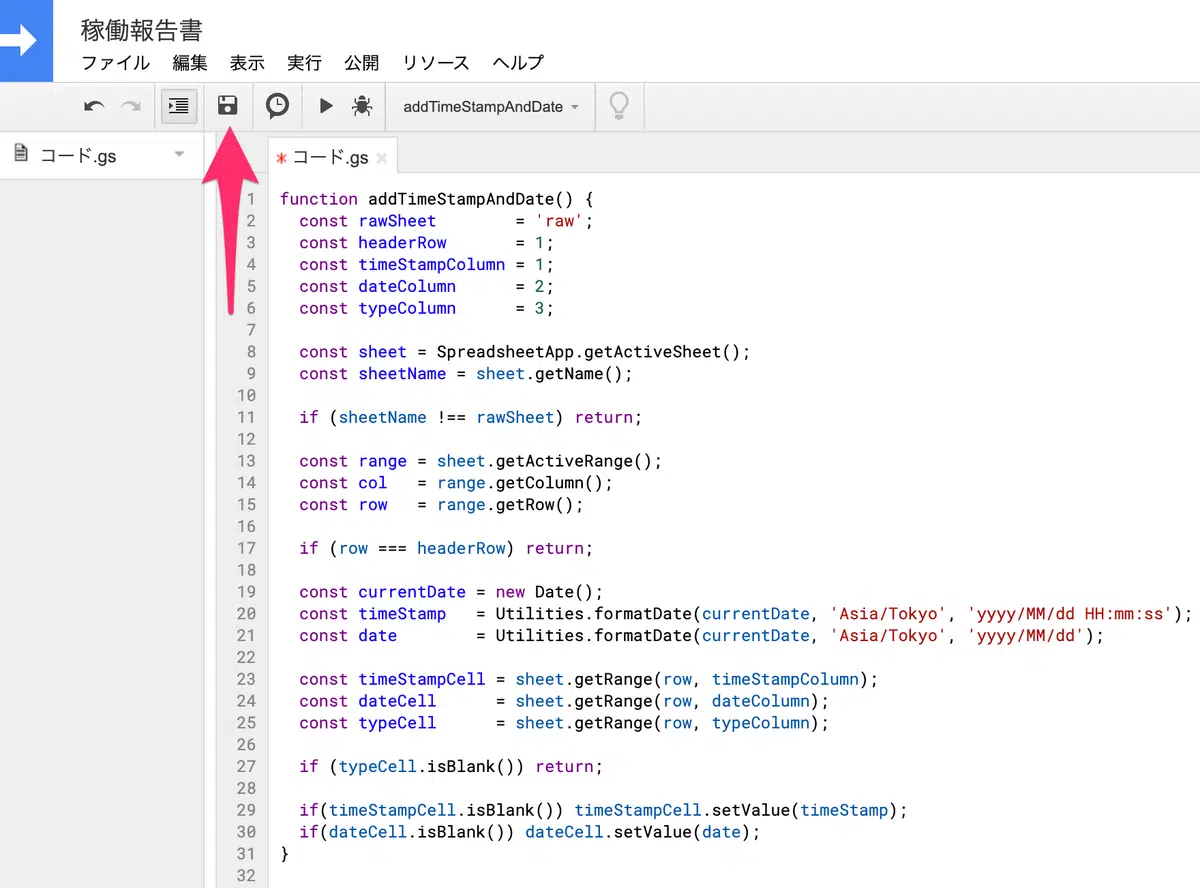 稼働報告書
ファイル 編集 表示 実行 公開 リソース ヘルプ
addTimeStampAndDate
コード.gs
* コード.gs ×
1 function addTimeStampAndDate() {
2   const rawSheet        = 'raw';
3   const headerRow       = 1;
4   const timeStampColumn = 1;
5   const dateColumn      = 2;
6   const typeColumn      = 3;
7
8   const sheet = SpreadsheetApp.getActiveSheet();
9   const sheetName = sheet.getName();
10
11   if (sheetName !== rawSheet) return;
12
13   const range = sheet.getActiveRange();
14   const col   = range.getColumn();
15   const row   = range.getRow();
16
17   if (row === headerRow) return;
18
19   const currentDate = new Date();
20   const timeStamp   = Utilities.formatDate(currentDate, 'Asia/Tokyo', 'yyyy/MM/dd HH:mm:ss');
21   const date        = Utilities.formatDate(currentDate, 'Asia/Tokyo', 'yyyy/MM/dd');
22
23   const timeStampCell = sheet.getRange(row, timeStampColumn);
24   const dateCell      = sheet.getRange(row, dateColumn);
25   const typeCell      = sheet.getRange(row, typeColumn);
26
27   if (typeCell.isBlank()) return;
28
29   if(timeStampCell.isBlank()) timeStampCell.setValue(timeStamp);
30   if(dateCell.isBlank()) dateCell.setValue(date);
31 }
32